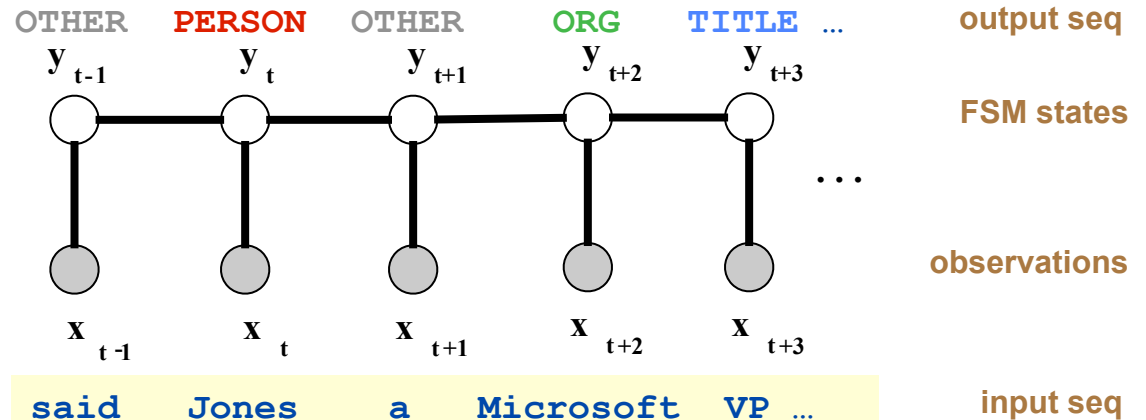 OTHER PERSON OTHER ORG TITLE … output seq
y t-1 y t y t+1 y t+2 y t+3
FSM states
...
observations
x t-1 x t x t+1 x t+2 x t+3
said Jones a Microsoft VP … input seq